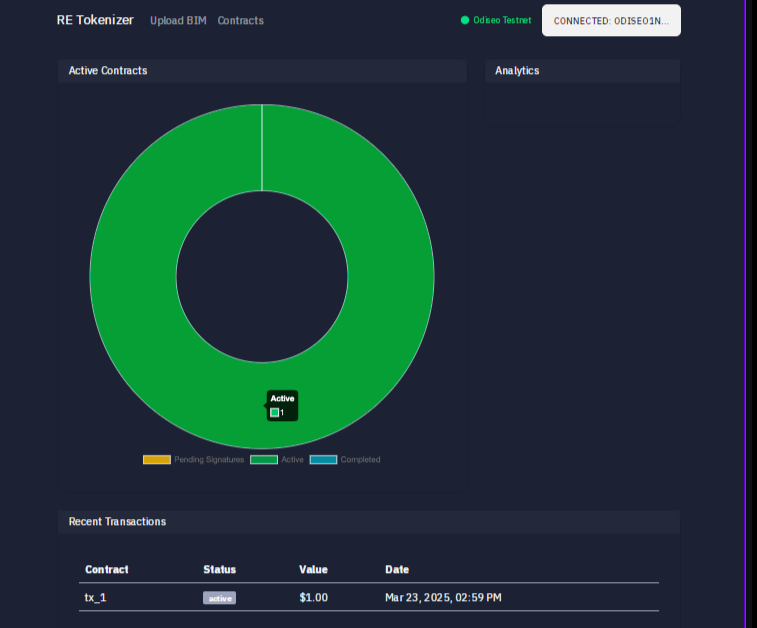 RE Tokenizer Upload BIM Contracts Odiseo Testnet CONNECTED: ODISEO1N...
Active Contracts Analytics
Active
1
Pending Signatures Active Completed
Recent Transactions
Contract Status Value Date
tx_1 active $1.00 Mar 23, 2025, 02:59 PM